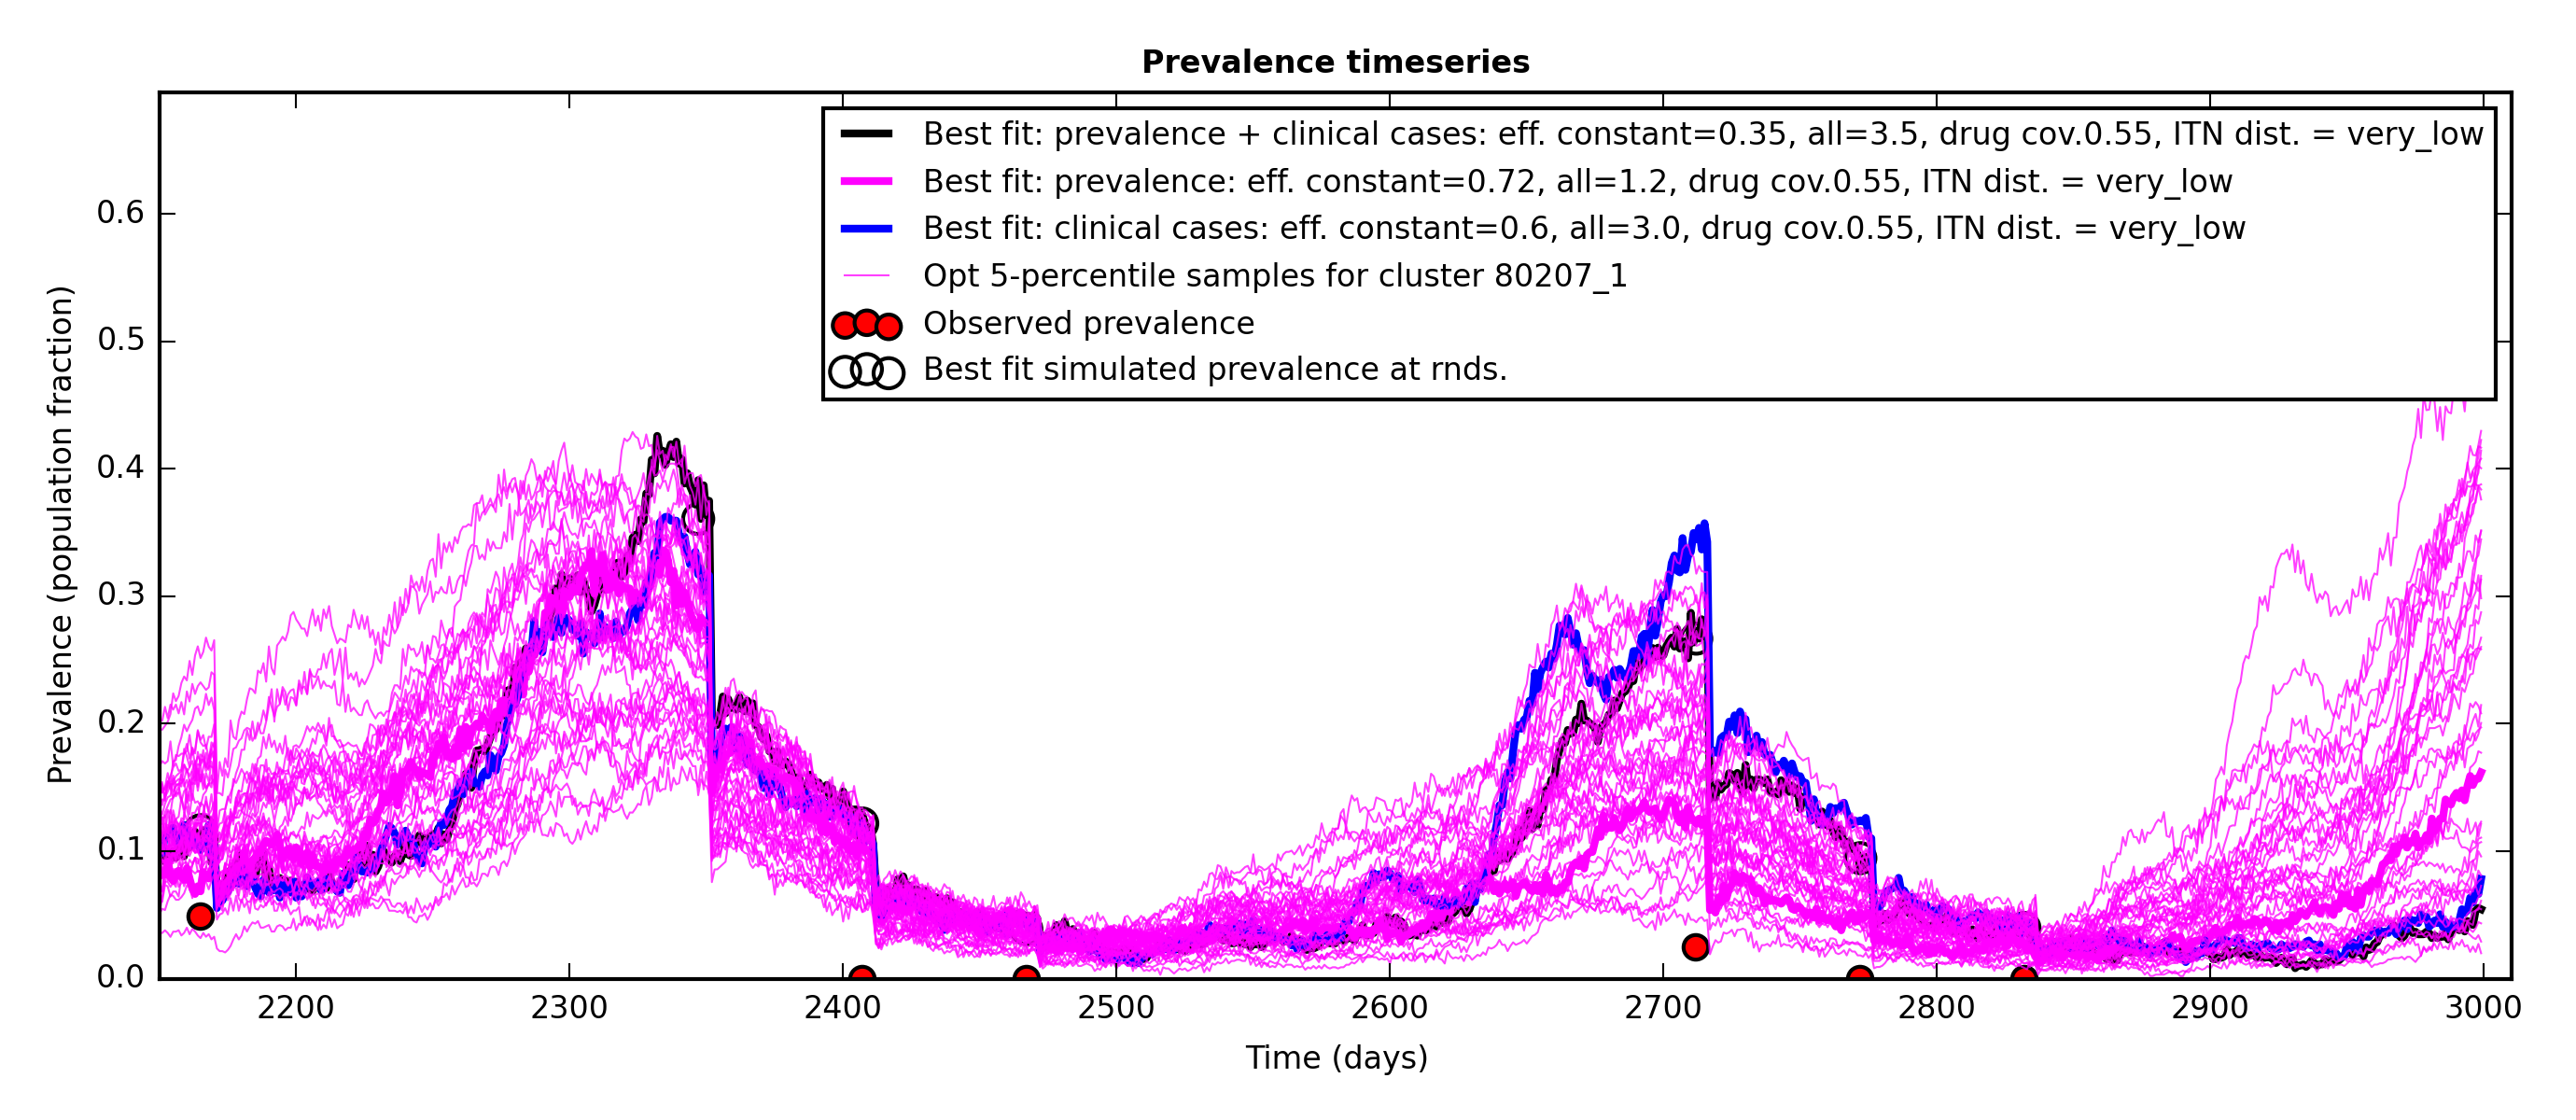 Prevalence timeseries
Best fit: prevalence + clinical cases: eff. constant=0.35, all=3.5, drug cov.0.55, ITN dist. = very_low
Best fit: prevalence: eff. constant=0.72, all=1.2, drug cov.0.55, ITN dist. = very_low
Best fit: clinical cases: eff. constant=0.6, all=3.0, drug cov.0.55, ITN dist. = very_low
Opt 5-percentile samples for cluster 80207_1
Observed prevalence
Best fit simulated prevalence at rnds.
Prevalence (population fraction)
0.6
0.5
0.4
0.3
0.2
0.1
0.0
2200 2300 2400 2500 2600 2700 2800 2900 3000
Time (days)